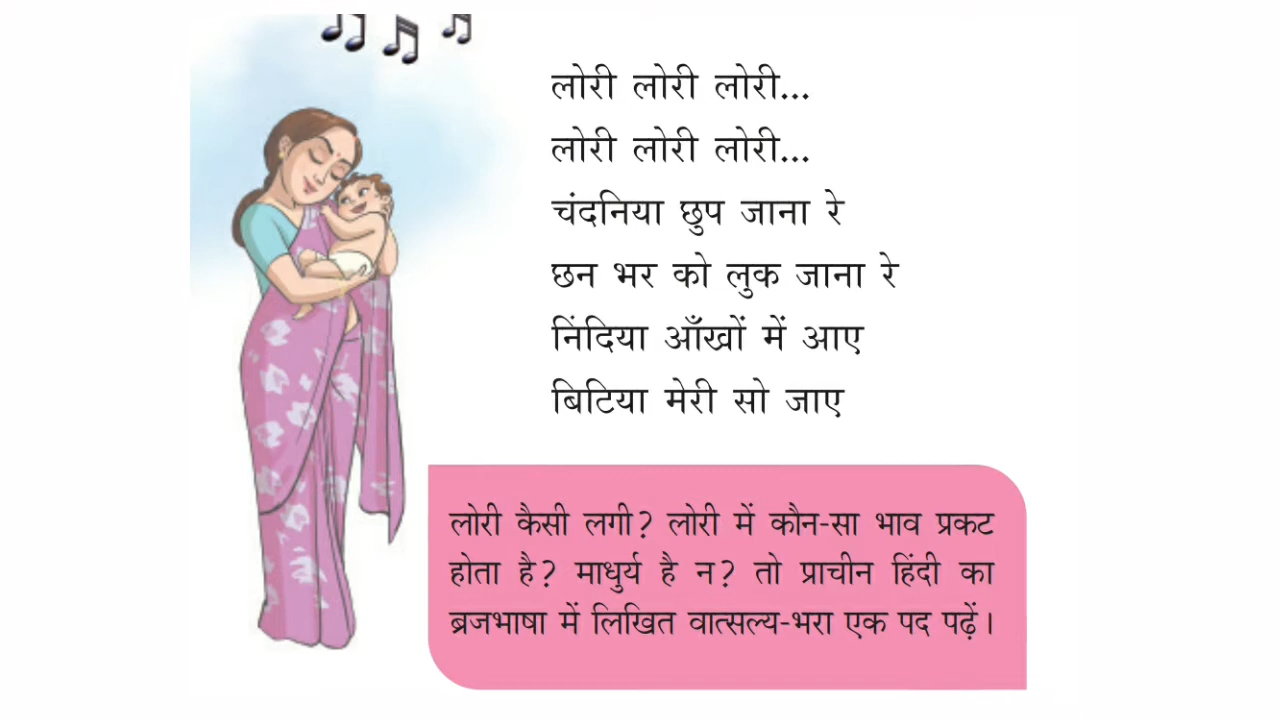 लोरी लोरी लोरी...
लोरी लोरी लोरी...
चंदनिया छुप जाना रे
छन भर को लुक जाना रे
निंदिया आँखों में आए
बिटिया मेरी सो जाए
लोरी कैसी लगी? लोरी में कौन-सा भाव प्रकट
होता है? माधुर्य है न? तो प्राचीन हिंदी का
ब्रजभाषा में लिखित वात्सल्य-भरा एक पद पढ़ें।